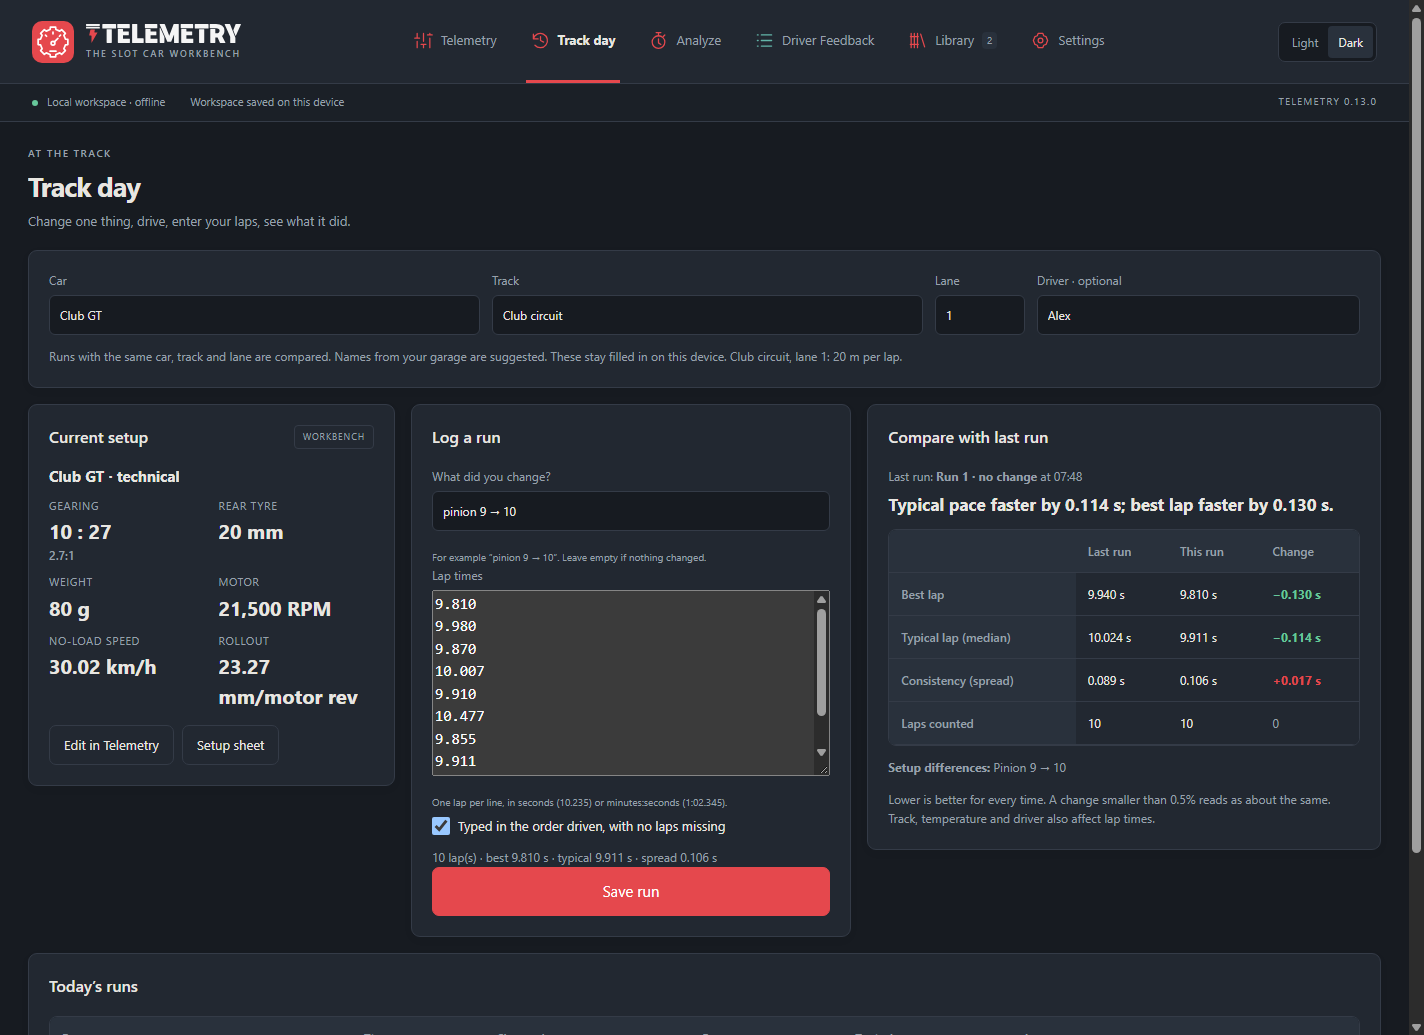 TELEMETRY
THE SLOT CAR WORKBENCH
Telemetry
Track day
Analyze
Driver Feedback
Library 2
Settings
Light Dark
Local workspace · offline
Workspace saved on this device
TELEMETRY 0.13.0
AT THE TRACK
Track day
Change one thing, drive, enter your laps, see what it did.
Car
Club GT
Track
Club circuit
Lane
1
Driver · optional
Alex
Runs with the same car, track and lane are compared. Names from your garage are suggested. These stay filled in on this device. Club circuit, lane 1: 20 m per lap.
Current setup
WORKBENCH
Club GT · technical
GEARING
10 : 27
2.7:1
REAR TYRE
20 mm
WEIGHT
80 g
MOTOR
21,500 RPM
NO-LOAD SPEED
30.02 km/h
ROLLOUT
23.27
mm/motor rev
Edit in Telemetry
Setup sheet
Log a run
What did you change?
pinion 9 → 10
For example “pinion 9 → 10”. Leave empty if nothing changed.
Lap times
9.810
9.980
9.870
10.007
9.910
10.477
9.855
9.911
One lap per line, in seconds (10.235) or minutes:seconds (1:02.345).
Typed in the order driven, with no laps missing
10 lap(s) · best 9.810 s · typical 9.911 s · spread 0.106 s
Save run
Compare with last run
Last run: Run 1 · no change at 07:48
Typical pace faster by 0.114 s; best lap faster by 0.130 s.
Last run This run Change
Best lap 9.940 s 9.810 s −0.130 s
Typical lap (median) 10.024 s 9.911 s −0.114 s
Consistency (spread) 0.089 s 0.106 s +0.017 s
Laps counted 10 10 0
Setup differences: Pinion 9 → 10
Lower is better for every time. A change smaller than 0.5% reads as about the same.
Track, temperature and driver also affect lap times.
Today’s runs